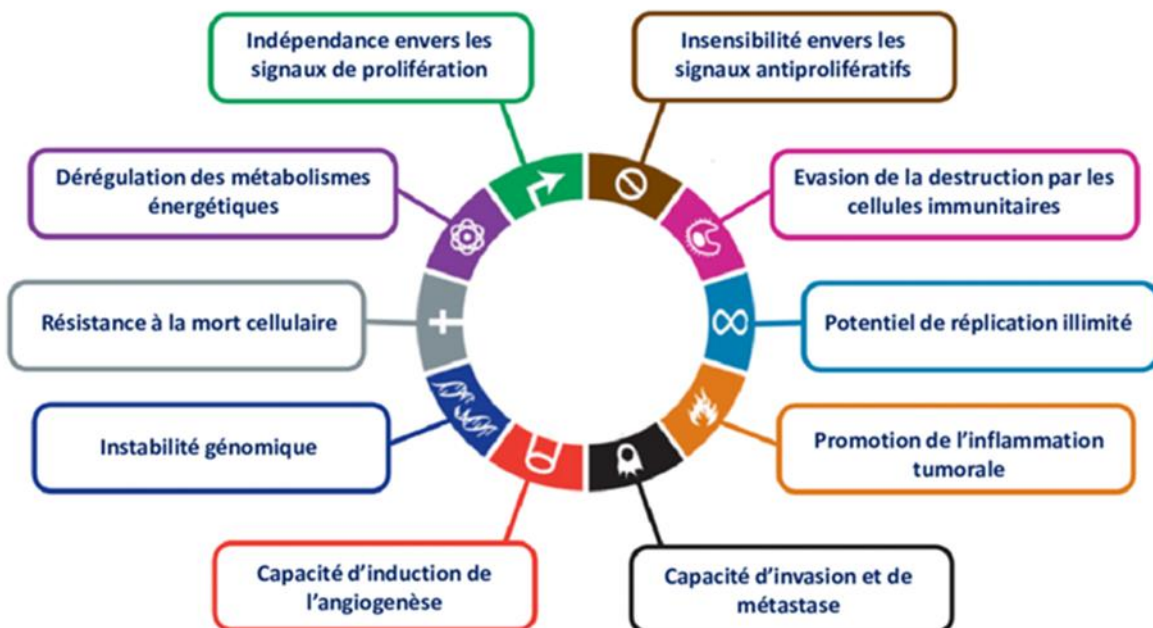 Indépendance envers les
signaux de prolifération
Insensibilité envers les
signaux antiprolifératifs
Dérégulation des métabolismes
énergétiques
Evasion de la destruction par les
cellules immunitaires
Résistance à la mort cellulaire
Potentiel de réplication illimité
Instabilité génomique
Promotion de l’inflammation
tumorale
Capacité d’induction de
l’angiogenèse
Capacité d’invasion et de
métastase